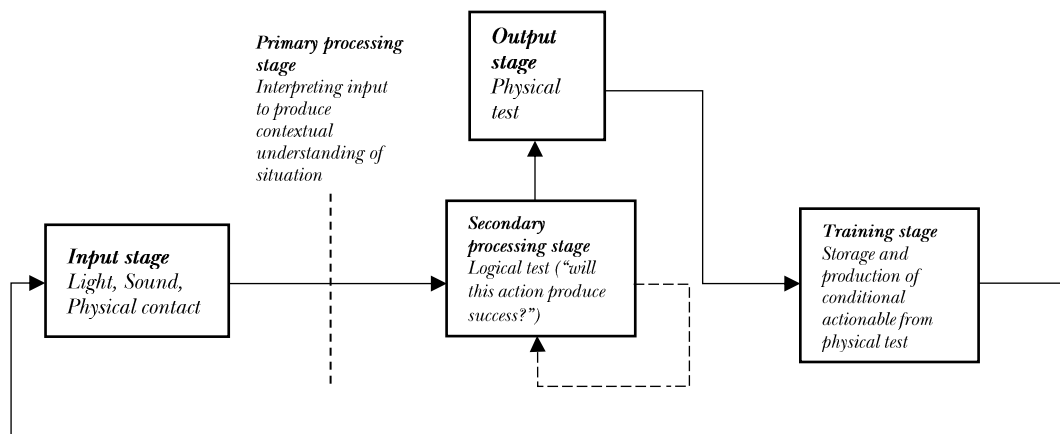 Primary processing
stage
Interpreting input
to produce
contextual
understanding of
situation
Output
stage
Physical
test
Input stage
Light, Sound,
Physical contact
Secondary
processing stage
Logical test (“will
this action produce
success?”)
Training stage
Storage and
production of
conditional
actionable from
physical test